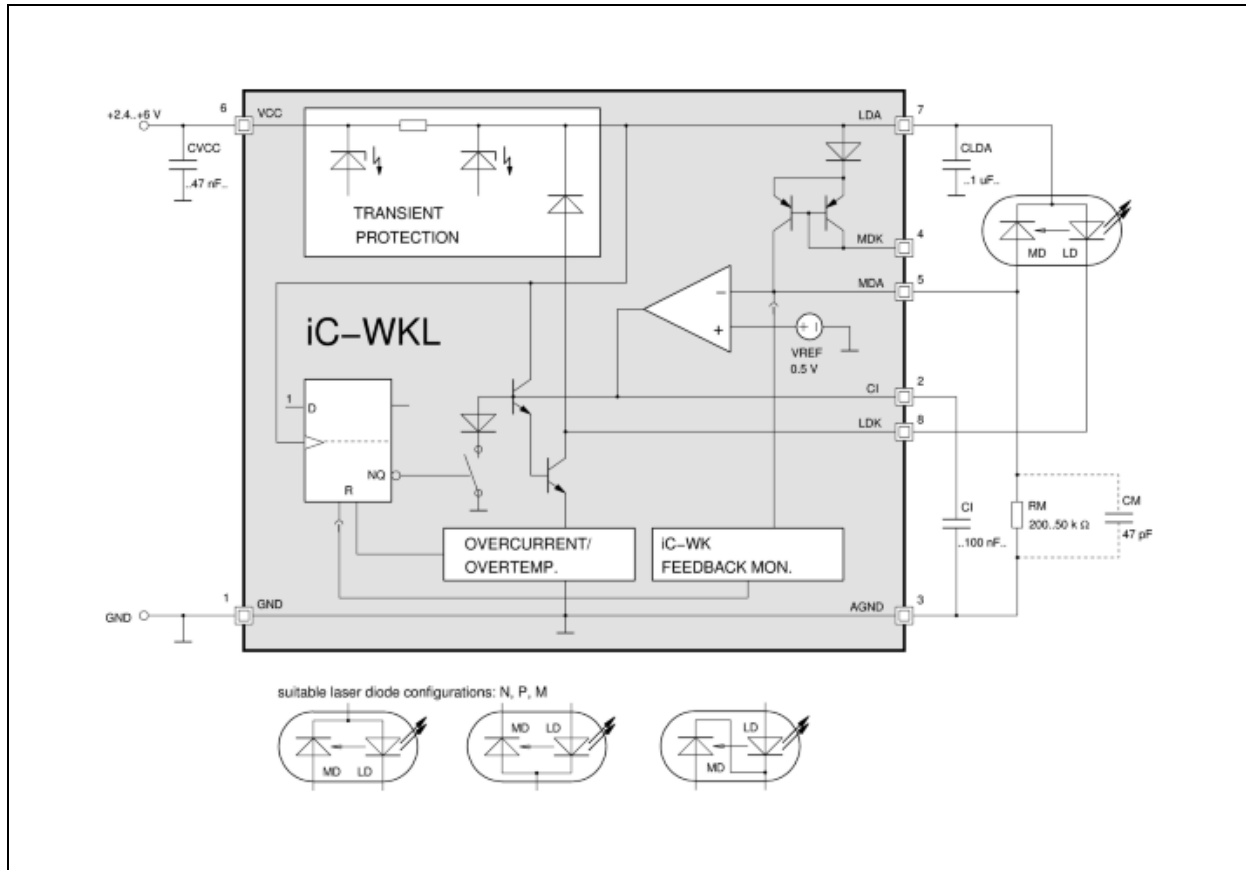 +2.4..+6 V
6
VCC
LDA
7
CVCC
..47 nF..
CLDA
..1 uF..
TRANSIENT
PROTECTION
MDK
4
MD LD
MDA
5
iC-WKL
VREF
0.5 V
CI
2
LDK
8
1
D
NQ
R
OVERCURRENT/
OVERTEMP.
iC-WK
FEEDBACK MON.
CI
..100 nF..
RM
200..50 k Ω
CM
47 pF
GND
1
GND
AGND
3
suitable laser diode configurations: N, P, M
MD LD
MD LD
LD
MD